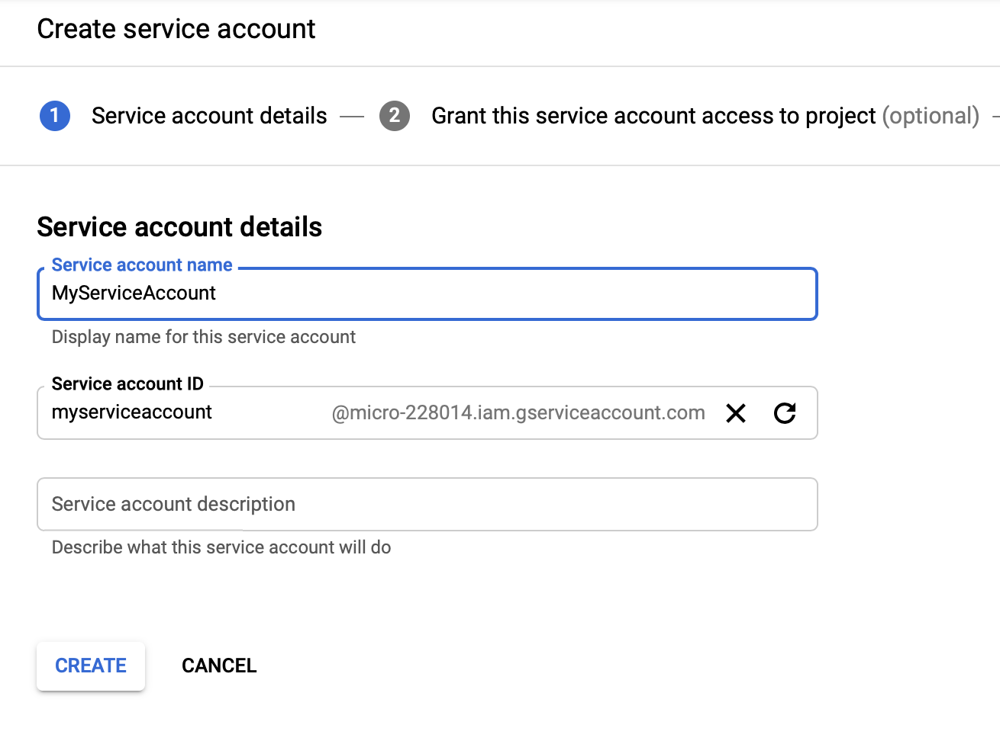 Create service account
1 Service account details 2 Grant this service account access to project (optional)
Service account details
Service account name
MyServiceAccount
Display name for this service account
Service account ID
myserviceaccount @micro-228014.iam.gserviceaccount.com
Service account description
Describe what this service account will do
CREATE CANCEL